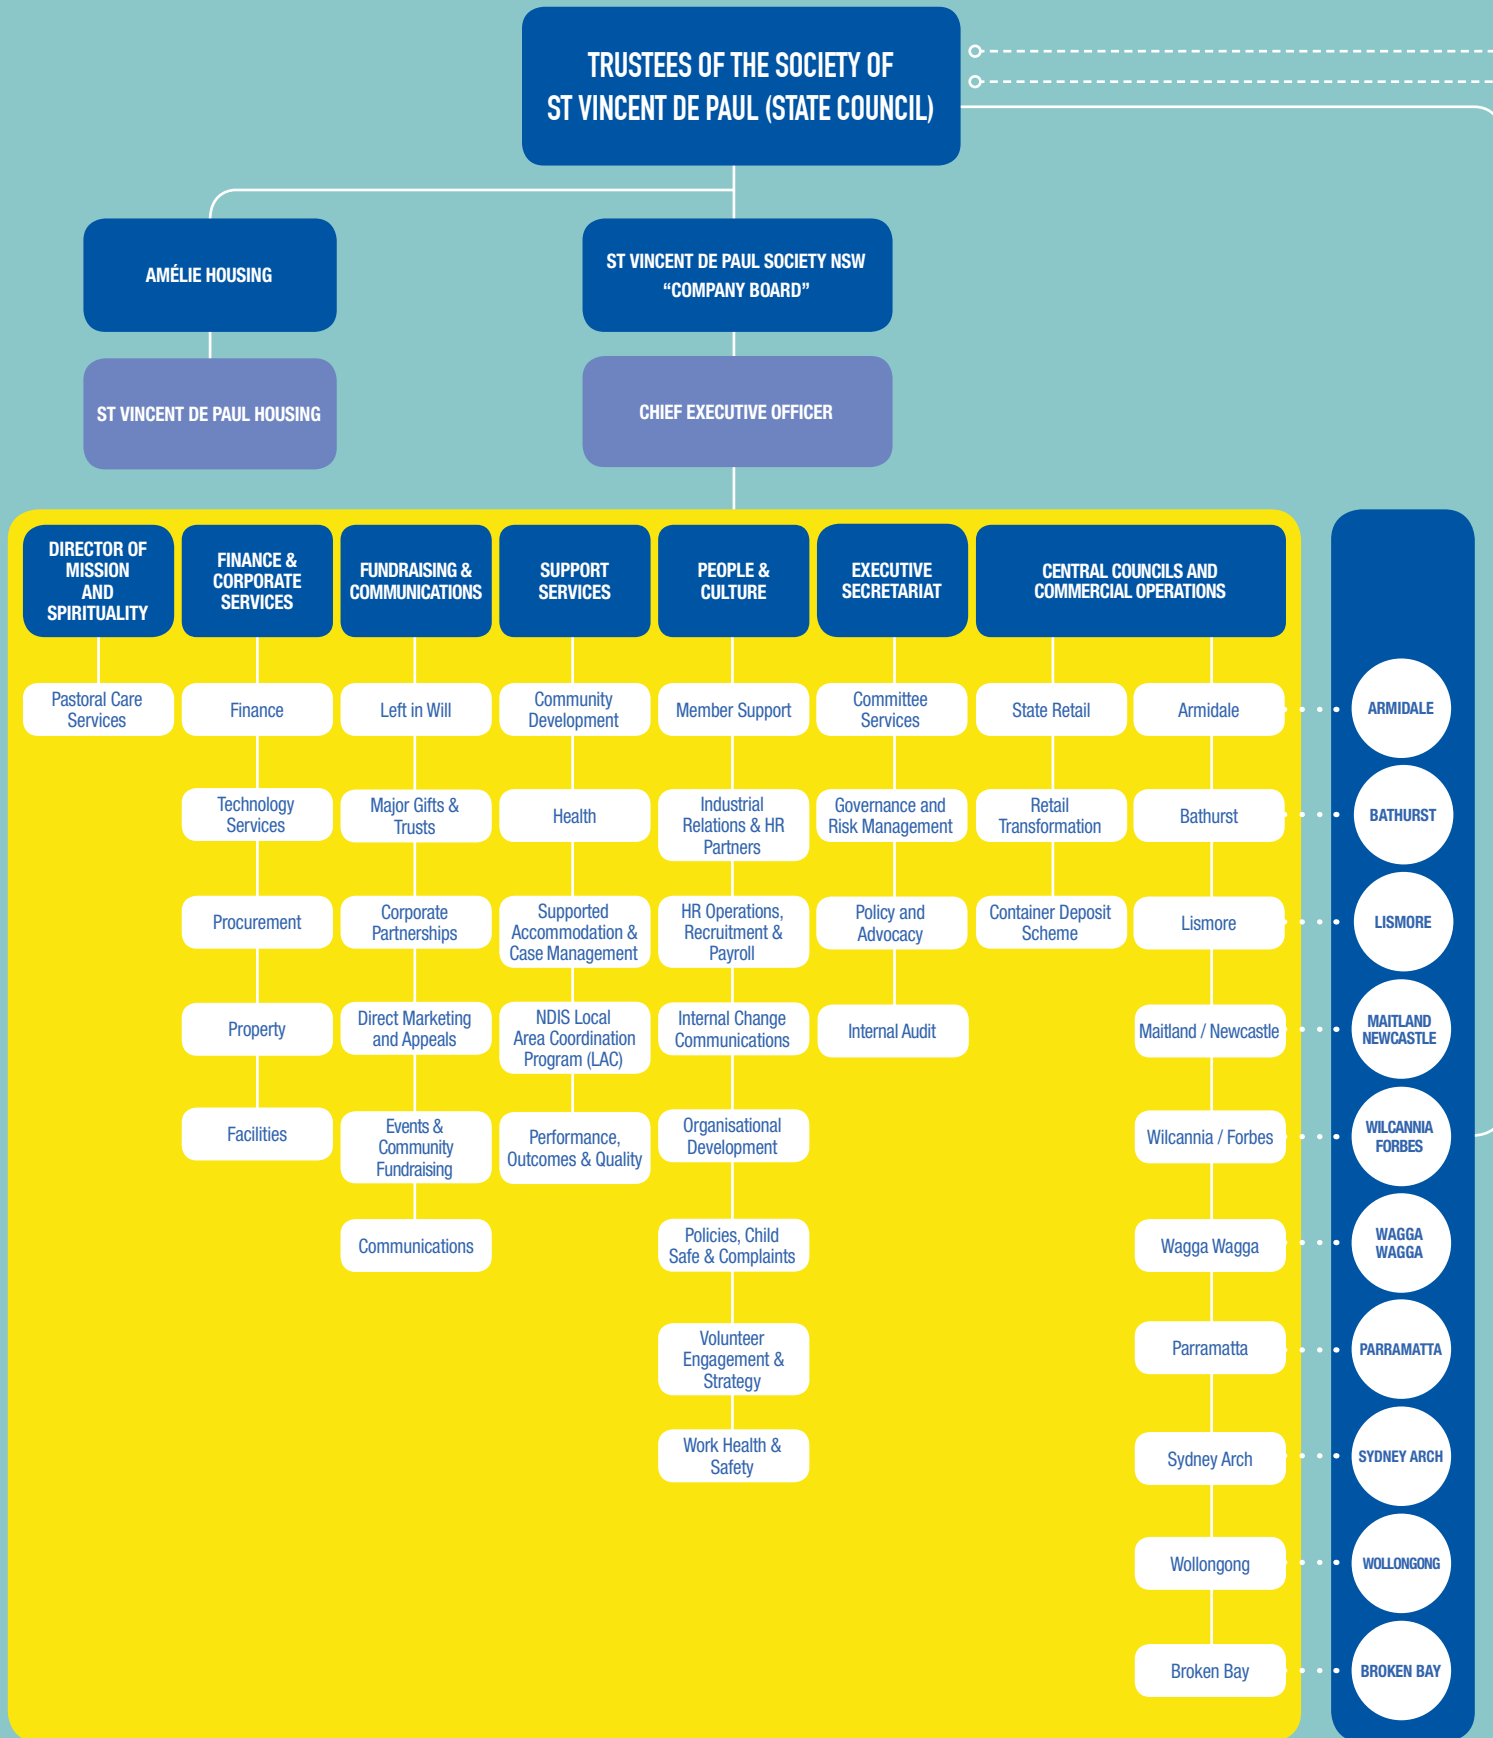 TRUSTEES OF THE SOCIETY OF
ST VINCENT DE PAUL (STATE COUNCIL)
AMÉLIE HOUSING
ST VINCENT DE PAUL SOCIETY NSW
“COMPANY BOARD”
ST VINCENT DE PAUL HOUSING
CHIEF EXECUTIVE OFFICER
DIRECTOR OF
MISSION
AND
SPIRITUALITY
Pastoral Care
Services
FINANCE &
CORPORATE
SERVICES
Finance
Technology
Services
Procurement
Property
Facilities
FUNDRAISING &
COMMUNICATIONS
Left in Will
Major Gifts &
Trusts
Corporate
Partnerships
Direct Marketing
and Appeals
Events &
Community
Fundraising
Communications
SUPPORT
SERVICES
Community
Development
Health
Supported
Accommodation &
Case Management
NDIS Local
Area Coordination
Program (LAC)
Performance,
Outcomes & Quality
PEOPLE &
CULTURE
Member Support
Industrial
Relations & HR
Partners
HR Operations,
Recruitment &
Payroll
Internal Change
Communications
Organisational
Development
Policies, Child
Safe & Complaints
Volunteer
Engagement &
Strategy
Work Health &
Safety
EXECUTIVE
SECRETARIAT
Committee
Services
Governance and
Risk Management
Policy and
Advocacy
Internal Audit
CENTRAL COUNCILS AND
COMMERCIAL OPERATIONS
State Retail
Retail
Transformation
Container Deposit
Scheme
Armidale
Bathurst
Lismore
Maitland / Newcastle
Wilcannia / Forbes
Wagga Wagga
Parramatta
Sydney Arch
Wollongong
Broken Bay
ARMIDALE
BATHURST
LISMORE
MAITLAND
NEWCASTLE
WILCANNIA
FORBES
WAGGA
WAGGA
PARRAMATTA
SYDNEY ARCH
WOLLONGONG
BROKEN BAY